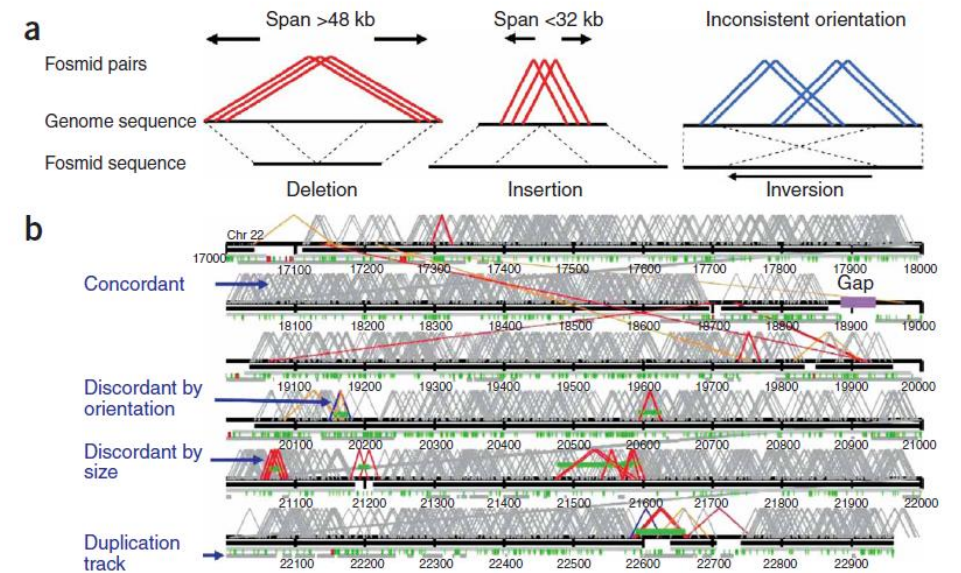 a
Span >48 kb
Span <32 kb
Inconsistent orientation
Fosmid pairs
Genome sequence
Fosmid sequence
Deletion
Insertion
Inversion
b
Chr 22
17000
17100 17200 17300 17400 17500 17600 17700 17800 17900 18000
Concordant
Gap
18100 18200 18300 18400 18500 18600 18700 18800 18900 19000
19100 19200 19300 19400 19500 19600 19700 19800 19900 20000
Discordant by
orientation
20100 20200 20300 20400 20500 20600 20700 20800 20900 21000
Discordant by
size
21100 21200 21300 21400 21500 21600 21700 21800 21900 22000
Duplication
track
22100 22200 22300 22400 22500 22600 22700 22800 22900